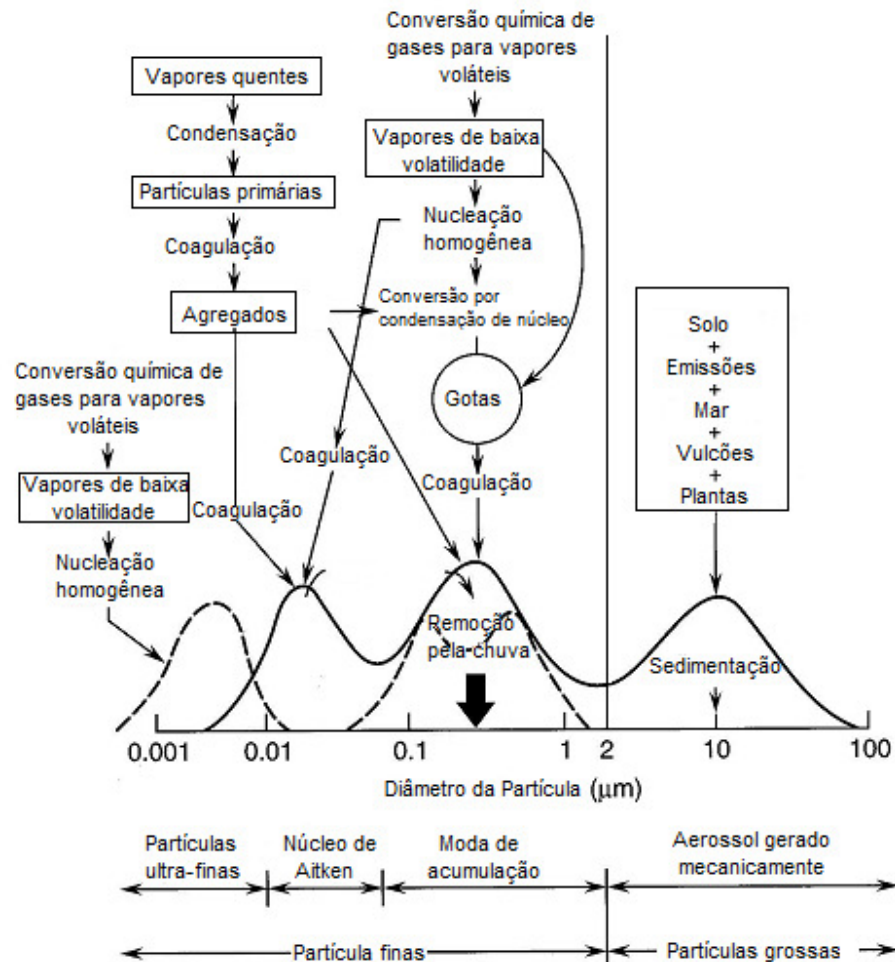 Conversão química de
gases para vapores
voláteis
Vapores quentes
Condensação
Vapores de baixa
volatilidade
Partículas primárias
Nucleação
homogênea
Coagulação
Agregados
Conversão por
condensação de núcleo
Solo
+
Emissões
+
Mar
+
Vulcões
+
Plantas
Conversão química de
gases para vapores
voláteis
Gotas
Coagulação
Coagulação
Vapores de baixa
volatilidade
Coagulação
Nucleação
homogênea
Remoção
pela chuva
Sedimentação
0.001 0.01 0.1 1 2 10 100
Diâmetro da Partícula (μm)
Partículas
ultra-finas
Núcleo de
Aitken
Moda de
acumulação
Aerossol gerado
mecanicamente
Partícula finas
Partículas grossas